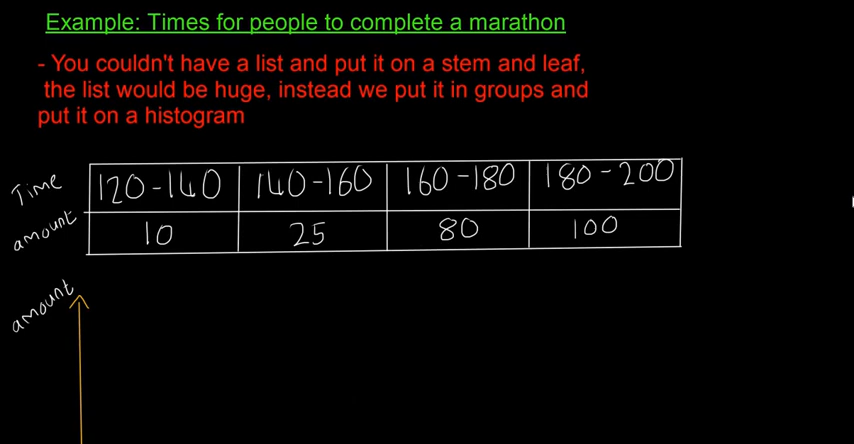 Example: Times for people to complete a marathon
- You couldn't have a list and put it on a stem and leaf,
the list would be huge, instead we put it in groups and
put it on a histogram
Time 120-140 140-160 160-180 180-200
amount 10 25 80 100
amount